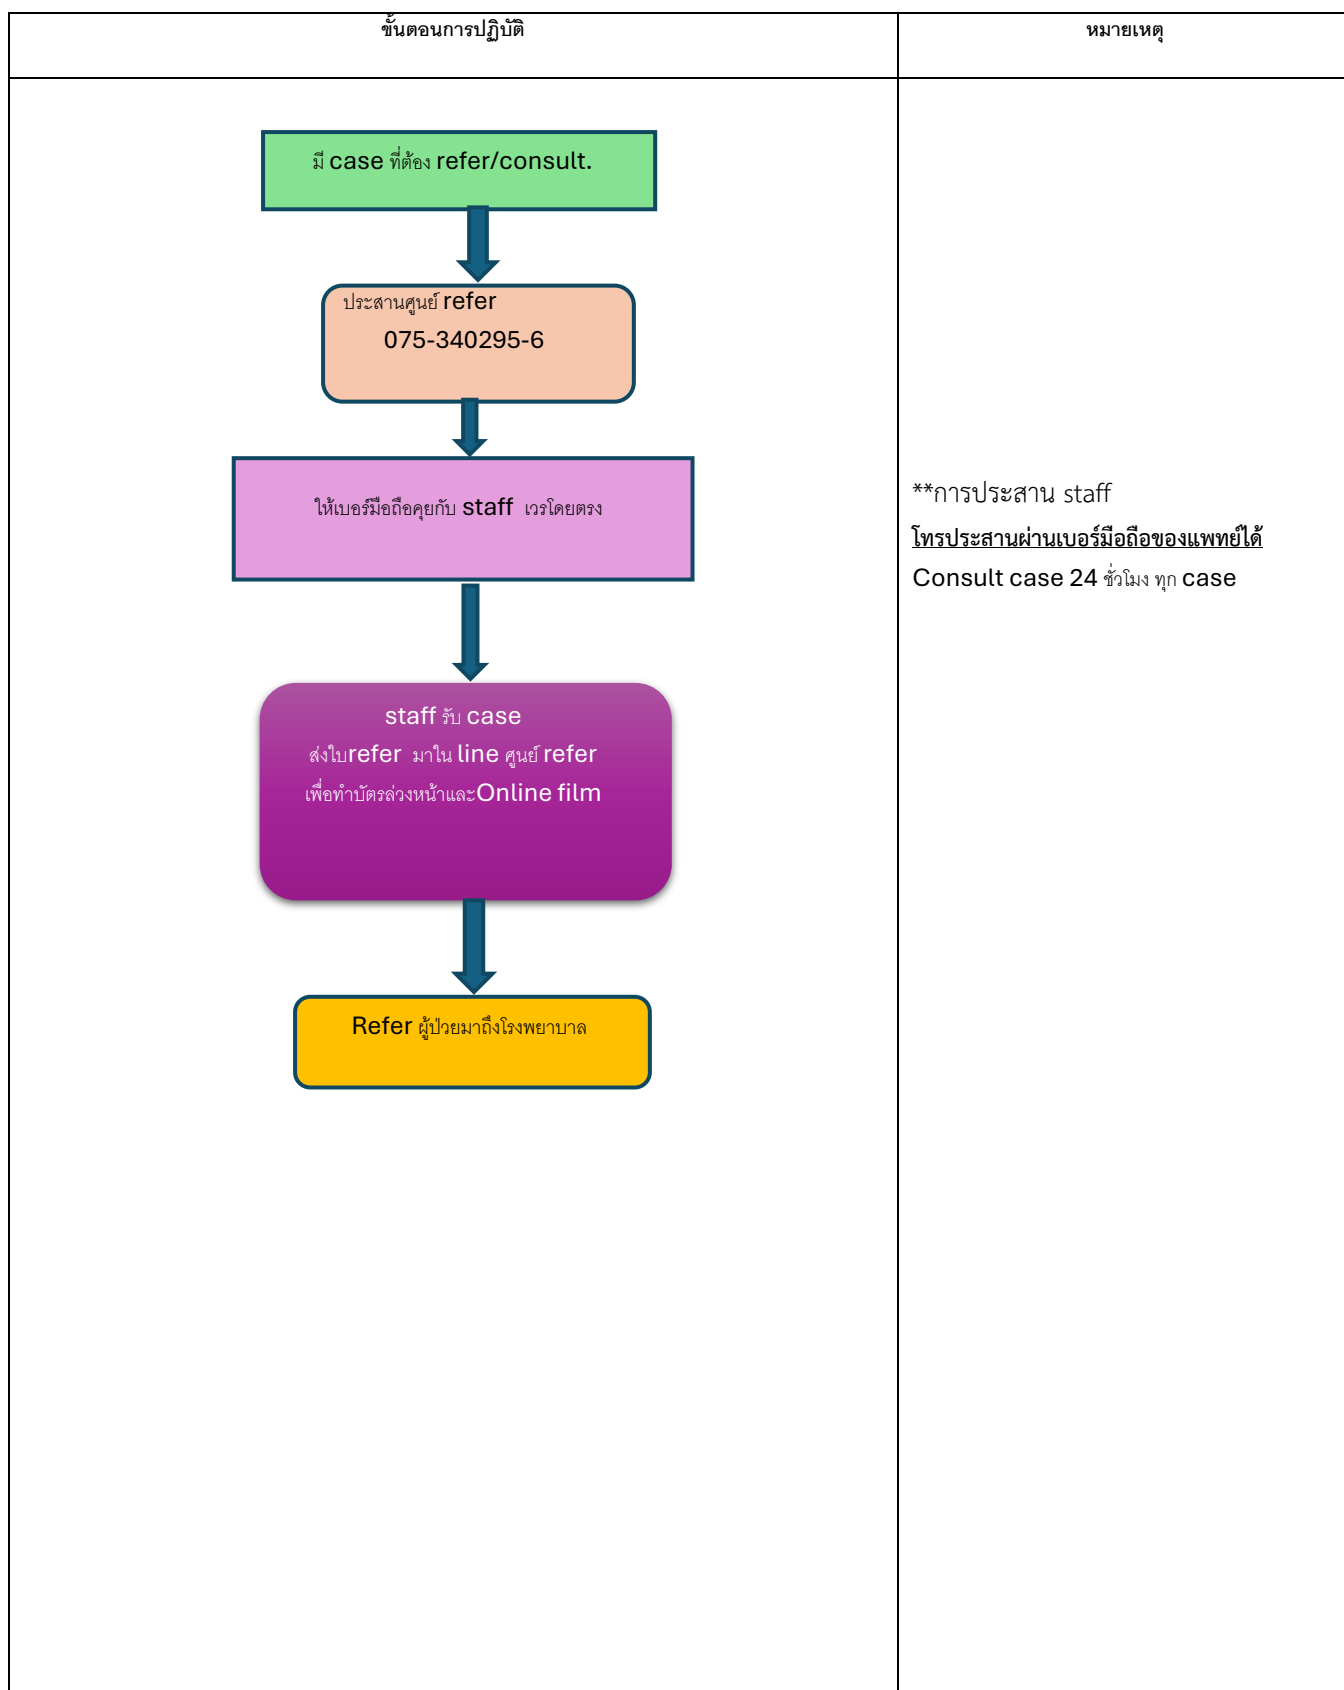 ขั้นตอนการปฏิบัติ
หมายเหตุ
มี case ที่ต้อง refer/consult.
ประสานศูนย์ refer
075-340295-6
ให้เบอร์มือถือคุยกับ staff เวรโดยตรง
**การประสาน staff
โทรประสานผ่านเบอร์มือถือของแพทย์ได้
Consult case 24 ชั่วโมง ทุก case
staff รับ case
ส่งใบrefer มาใน line ศูนย์ refer
เพื่อทำบัตรล่วงหน้าและOnline film
Refer ผู้ป่วยมาถึงโรงพยาบาล